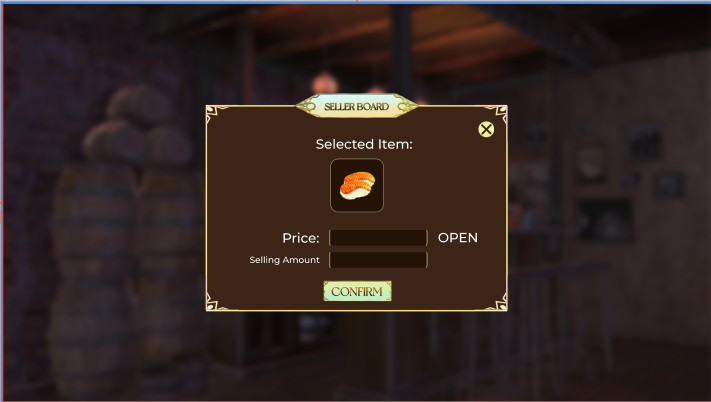 SELLER BOARD
Selected Item:
Price: OPEN
Selling Amount
CONFIRM